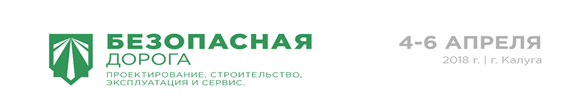 БЕЗОПАСНАЯ
ДОРОГА
ПРОЕКТИРОВАНИЕ, СТРОИТЕЛЬСТВО,
ЭКСПЛУАТАЦИЯ И СЕРВИС.
4-6 АПРЕЛЯ
2018 г. | г. Калуга